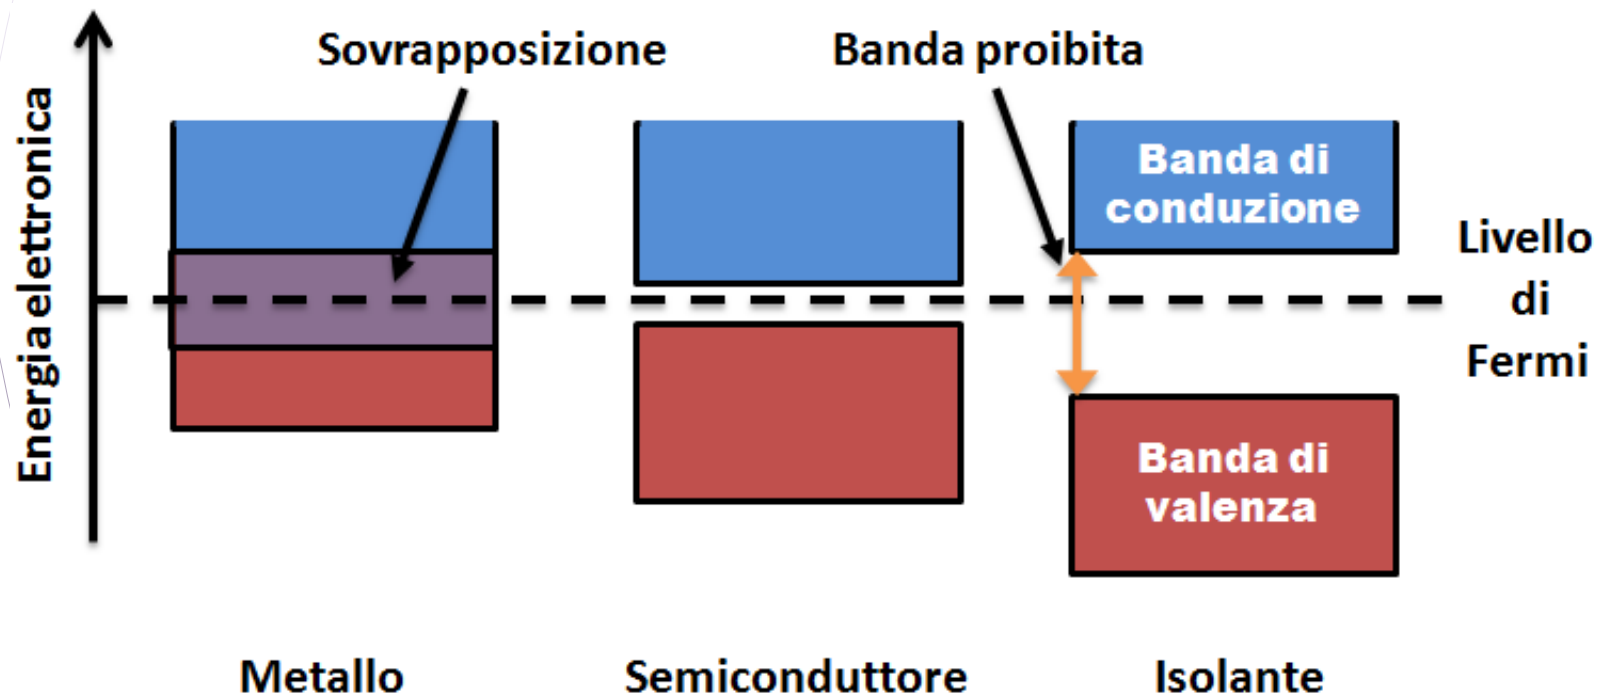 Sovrapposizione
Banda proibita
Energia elettronica
Banda di
conduzione
Livello
di
Fermi
Banda di
valenza
Metallo
Semiconduttore
Isolante